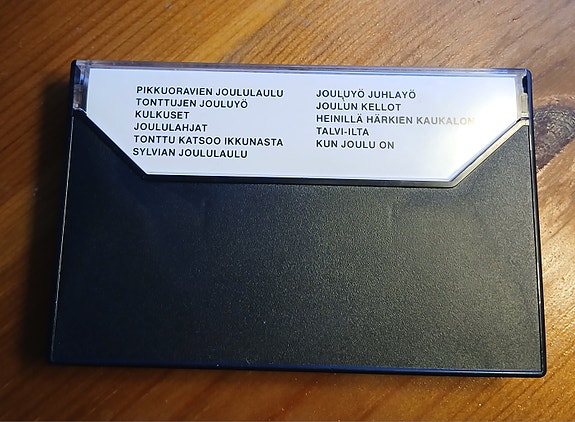 PIKKUORAVIEN JOULULAULU
TONTTUJEN JOULUYÖ
KULKUSET
JOULULAHJAT
TONTTU KATSOO IKKUNASTA
SYLVIAN JOULULAULU
JOULUYÖ JUHLAYÖ
JOULUN KELLOT
HEINILLÄ HÄRKIEN KAUKALON
TALVI-ILTA
KUN JOULU ON